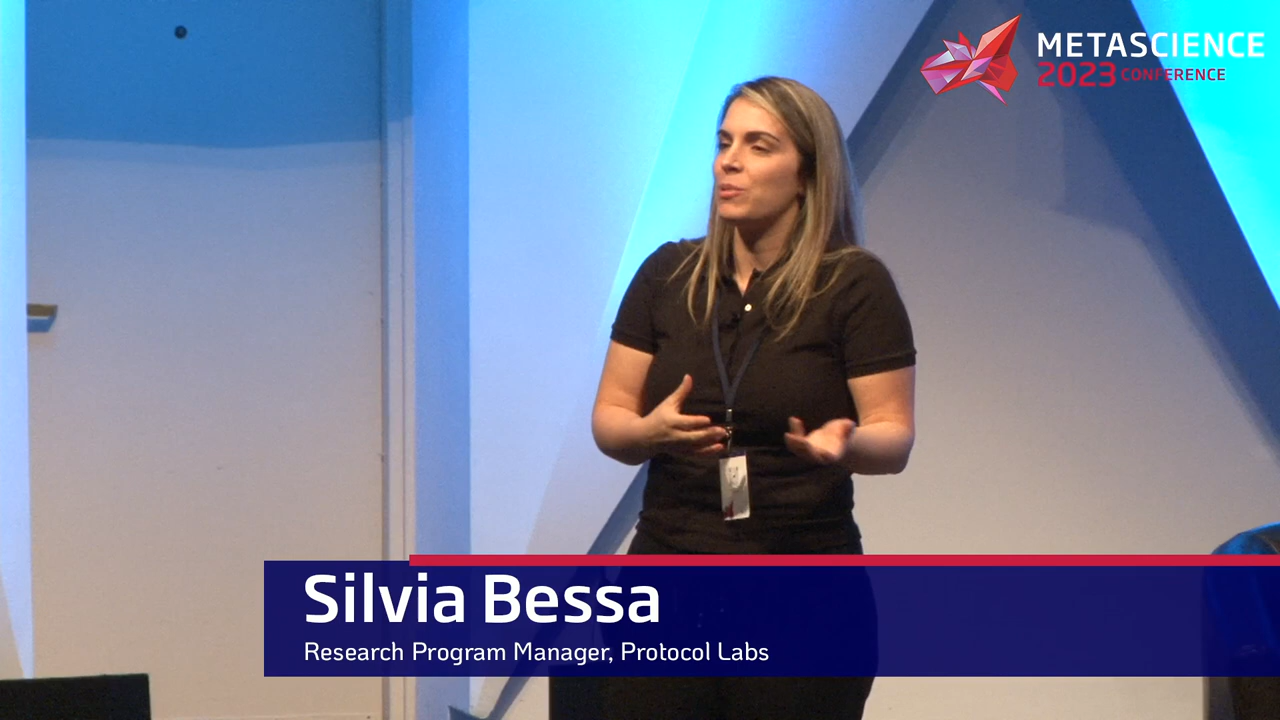 METASCIENCE
2023 CONFERENCE
Silvia Bessa
Research Program Manager, Protocol Labs